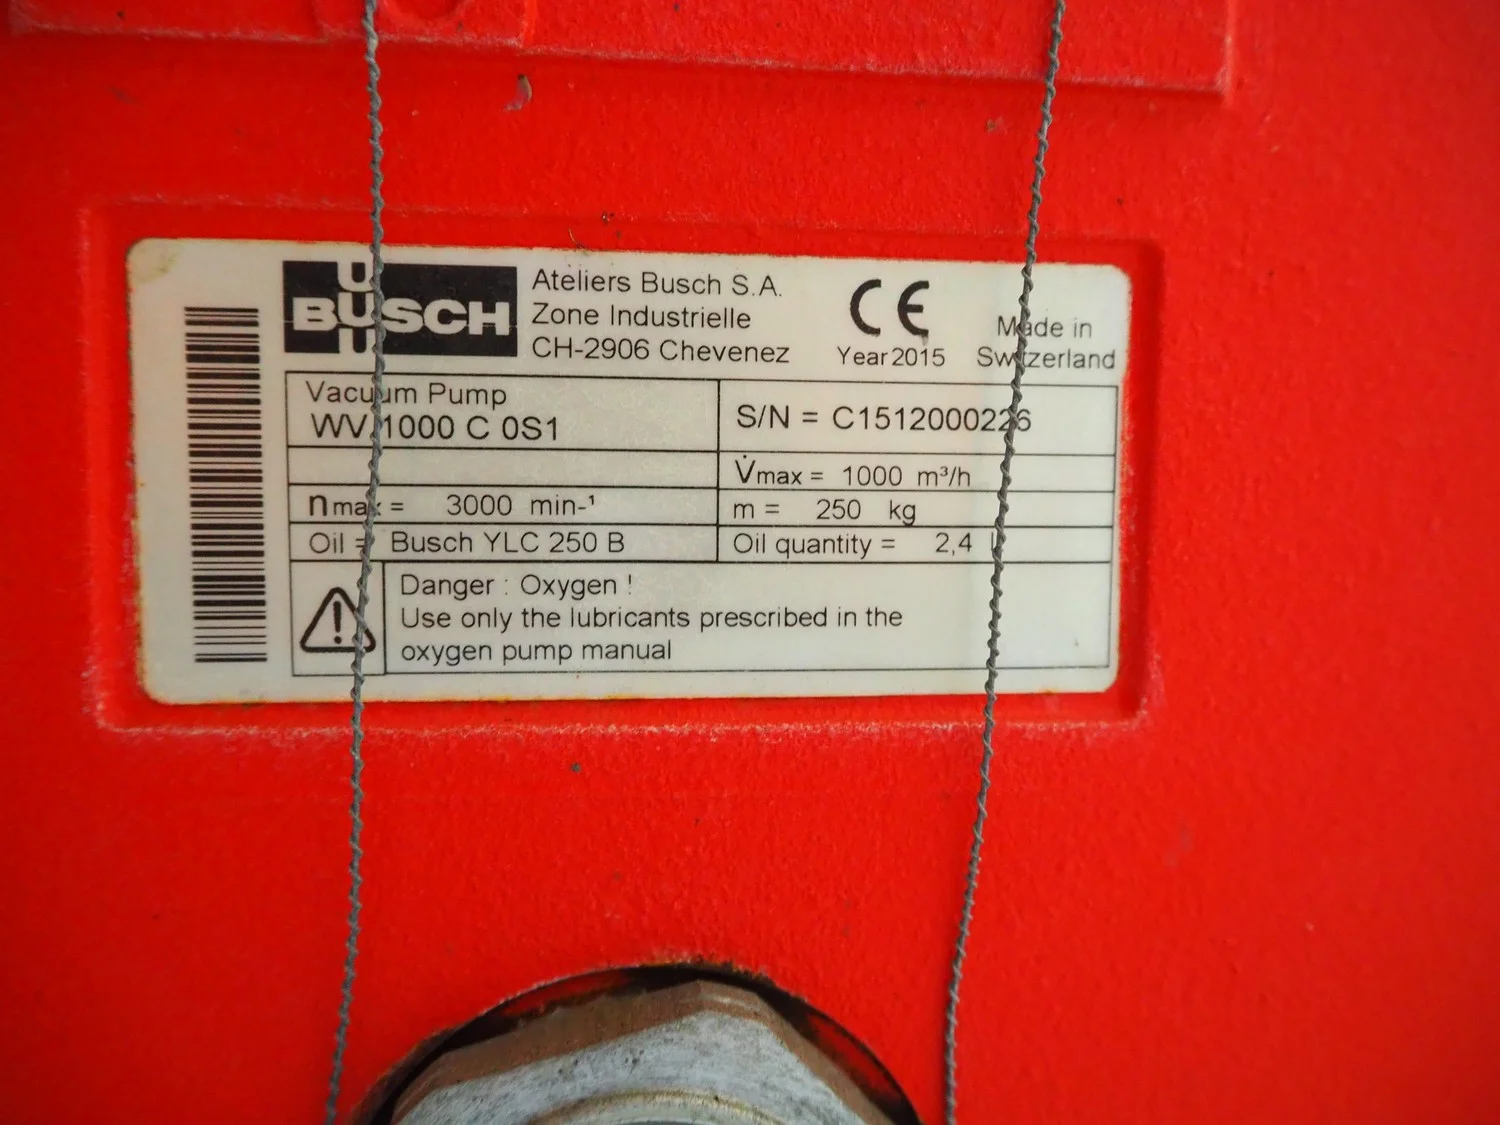 BUSCH
Ateliers Busch S.A.
Zone Industrielle
CH-2906 Chevenez
CE
Year 2015
Made in
Switzerland
Vacuum Pump
WV 1000 C 0S1
S/N = C1512000226
V̇max = 1000 m³/h
nmax = 3000 min-¹
m = 250 kg
Oil = Busch YLC 250 B
Oil quantity = 2,4
Danger : Oxygen !
Use only the lubricants prescribed in the
oxygen pump manual